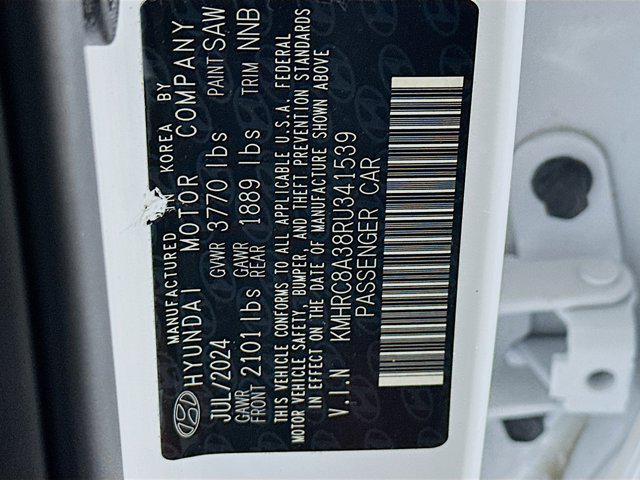 MANUFACTURED IN KOREA BY
HYUNDAI MOTOR COMPANY
JUL/2024 GVWR 3770 lbs PAINT SAW
GAWR FRONT 2101 lbs GAWR REAR 1889 lbs TRIM NNB
THIS VEHICLE CONFORMS TO ALL APPLICABLE U.S.A. FEDERAL
MOTOR VEHICLE SAFETY, BUMPER, AND THEFT PREVENTION STANDARDS
IN EFFECT ON THE DATE OF MANUFACTURE SHOWN ABOVE
V.I.N KMHRC8A38RU341539
PASSENGER CAR